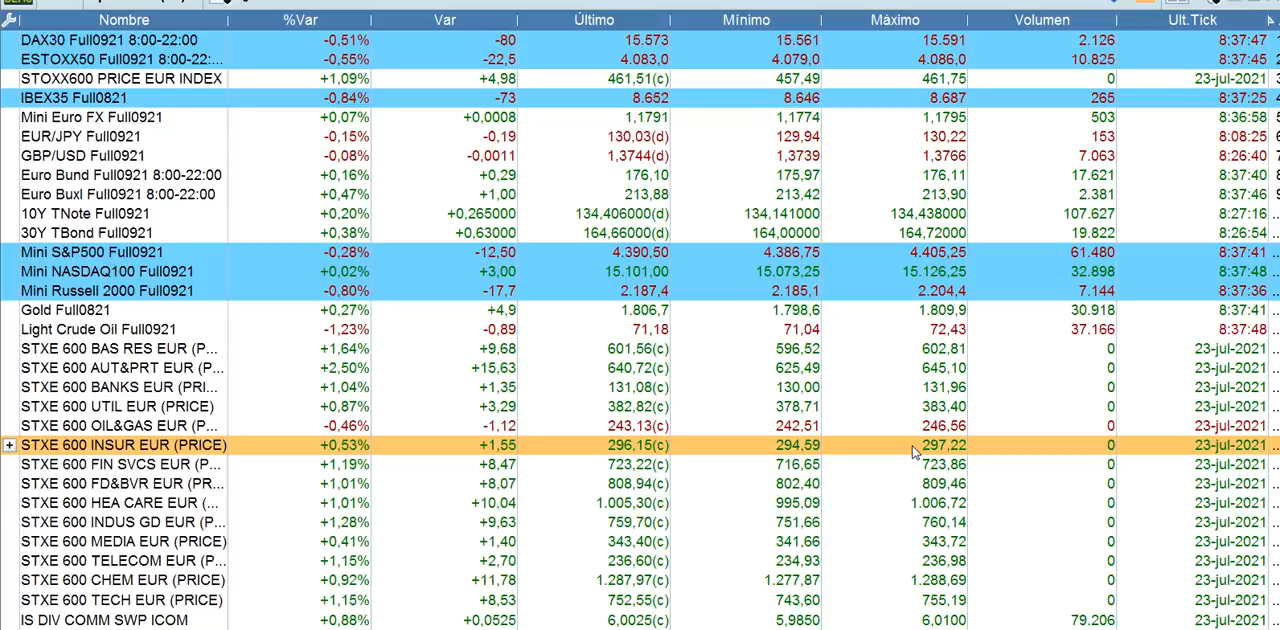 Nombre %Var Var Último Mínimo Máximo Volumen Ult.Tick
DAX30 Full0921 8:00-22:00 -0,51% -80 15.573 15.561 15.591 2.126 8:37:47
ESTOXX50 Full0921 8:00-22:... -0,55% -22,5 4.083,0 4.079,0 4.086,0 10.825 8:37:45
STOXX600 PRICE EUR INDEX +1,09% +4,98 461,51(c) 457,49 461,75 0 23-jul-2021
IBEX35 Full0821 -0,84% -73 8.652 8.646 8.687 265 8:37:25
Mini Euro FX Full0921 +0,07% +0,0008 1,1791 1,1774 1,1795 503 8:36:58
EUR/JPY Full0921 -0,15% -0,19 130,03(d) 129,94 130,22 153 8:08:25
GBP/USD Full0921 -0,08% -0,0011 1,3744(d) 1,3739 1,3766 7.063 8:26:40
Euro Bund Full0921 8:00-22:00 +0,16% +0,29 176,10 175,97 176,11 17.621 8:37:40
Euro Buxl Full0921 8:00-22:00 +0,47% +1,00 213,88 213,42 213,90 2.381 8:37:46
10Y TNote Full0921 +0,20% +0,265000 134,406000(d) 134,141000 134,438000 107.627 8:27:16
30Y TBond Full0921 +0,38% +0,63000 164,66000(d) 164,00000 164,72000 19.822 8:26:54
Mini S&P500 Full0921 -0,28% -12,50 4.390,50 4.386,75 4.405,25 61.480 8:37:41
Mini NASDAQ100 Full0921 +0,02% +3,00 15.101,00 15.073,25 15.126,25 32.898 8:37:48
Mini Russell 2000 Full0921 -0,80% -17,7 2.187,4 2.185,1 2.204,4 7.144 8:37:36
Gold Full0821 +0,27% +4,9 1.806,7 1.798,6 1.809,9 30.918 8:37:41
Light Crude Oil Full0921 -1,23% -0,89 71,18 71,04 72,43 37.166 8:37:48
STXE 600 BAS RES EUR (P... +1,64% +9,68 601,56(c) 596,52 602,81 0 23-jul-2021
STXE 600 AUT&PRT EUR (P... +2,50% +15,63 640,72(c) 625,49 645,10 0 23-jul-2021
STXE 600 BANKS EUR (PRI... +1,04% +1,35 131,08(c) 130,00 131,96 0 23-jul-2021
STXE 600 UTIL EUR (PRICE) +0,87% +3,29 382,82(c) 378,71 383,40 0 23-jul-2021
STXE 600 OIL&GAS EUR (P... -0,46% -1,12 243,13(c) 242,51 246,56 0 23-jul-2021
STXE 600 INSUR EUR (PRICE) +0,53% +1,55 296,15(c) 294,59 297,22 0 23-jul-2021
STXE 600 FIN SVCS EUR (P... +1,19% +8,47 723,22(c) 716,65 723,86 0 23-jul-2021
STXE 600 FD&BVR EUR (PR... +1,01% +8,07 808,94(c) 802,40 809,46 0 23-jul-2021
STXE 600 HEA CARE EUR (... +1,01% +10,04 1.005,30(c) 995,09 1.006,72 0 23-jul-2021
STXE 600 INDUS GD EUR (P... +1,28% +9,63 759,70(c) 751,66 760,14 0 23-jul-2021
STXE 600 MEDIA EUR (PRICE) +0,41% +1,40 343,40(c) 341,66 343,72 0 23-jul-2021
STXE 600 TELECOM EUR (P... +1,15% +2,70 236,60(c) 234,93 236,98 0 23-jul-2021
STXE 600 CHEM EUR (PRICE) +0,92% +11,78 1.287,97(c) 1.277,87 1.288,69 0 23-jul-2021
STXE 600 TECH EUR (PRICE) +1,15% +8,53 752,55(c) 743,60 755,19 0 23-jul-2021
IS DIV COMM SWP ICOM +0,88% +0,0525 6,0025(c) 5,9850 6,0100 79.206 23-jul-2021